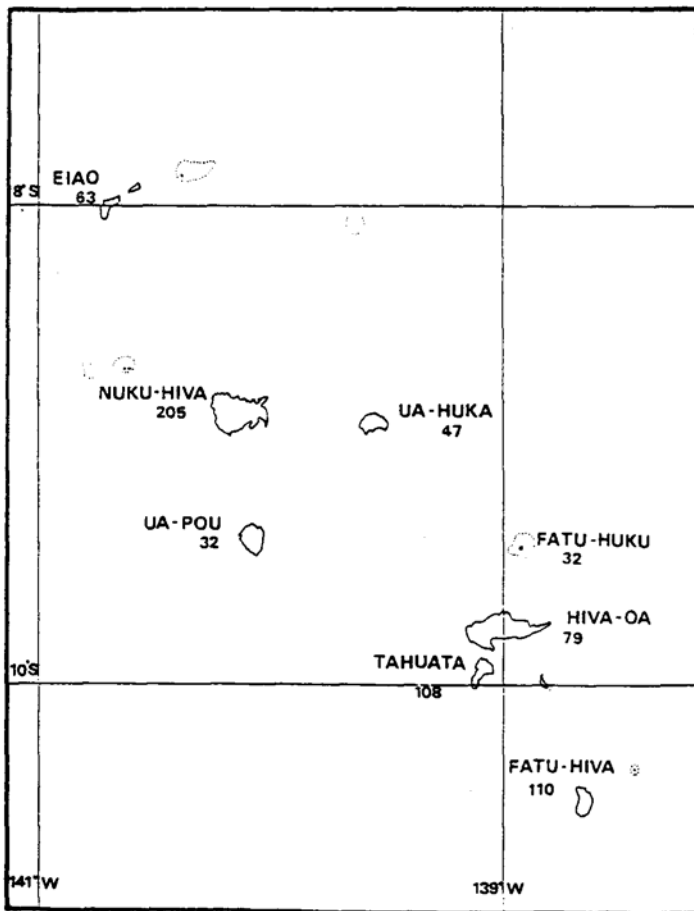 EIAO
63
8°S
NUKU-HIVA
205
UA-HUKA
47
UA-POU
32
FATU-HUKU
32
HIVA-OA
79
TAHUATA
10°S
108
FATU-HIVA
110
141°W
1391W